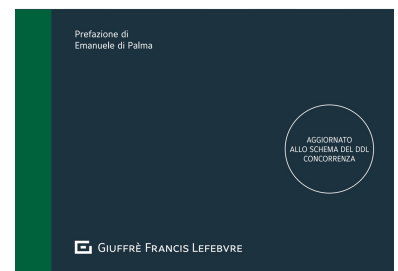 Prefazione di
Emanuele di Palma
AGGIORNATO
ALLO SCHEMA DEL DDL
CONCORRENZA
GIUFFRÈ FRANCIS LEFEBVRE